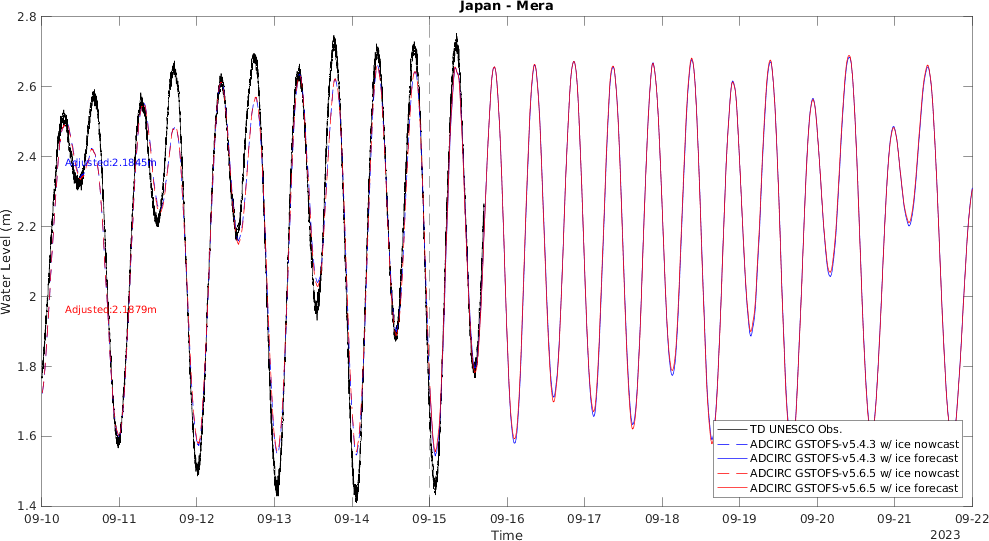 Japan - Mera
2.8
2.6
2.4
2.2
2
1.8
1.6
1.4
Water Level (m)
Adjusted:2.1845m
Adjusted:2.1879m
TD UNESCO Obs.
ADCIRC GSTOFS-v5.4.3 w/ ice nowcast
ADCIRC GSTOFS-v5.4.3 w/ ice forecast
ADCIRC GSTOFS-v5.6.5 w/ ice nowcast
ADCIRC GSTOFS-v5.6.5 w/ ice forecast
09-10 09-11 09-12 09-13 09-14 09-15 09-16 09-17 09-18 09-19 09-20 09-21 09-22
Time
2023